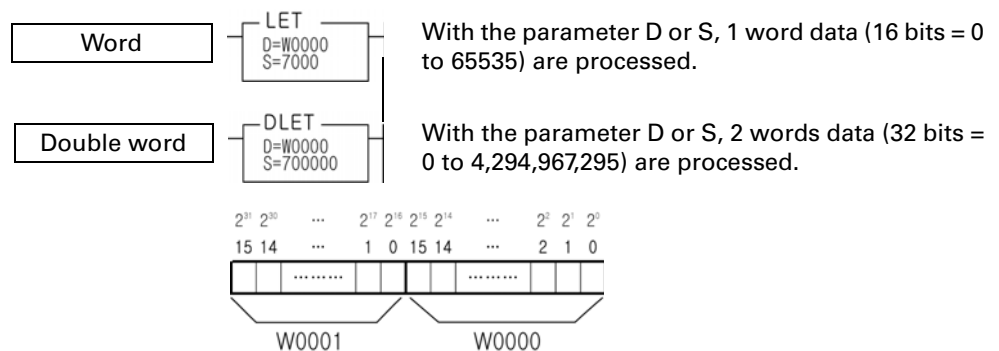 Word
LET
D=W0000
S=7000
With the parameter D or S, 1 word data (16 bits = 0
to 65535) are processed.
Double word
DLET
D=W0000
S=700000
With the parameter D or S, 2 words data (32 bits =
0 to 4,294,967,295) are processed.
2³¹ 2³⁰ ... 2¹⁷ 2¹⁶ 2¹⁵ 2¹⁴ ... 2² 2¹ 2⁰
15 14 ... 1 0 15 14 ... 2 1 0
......... .........
W0001 W0000